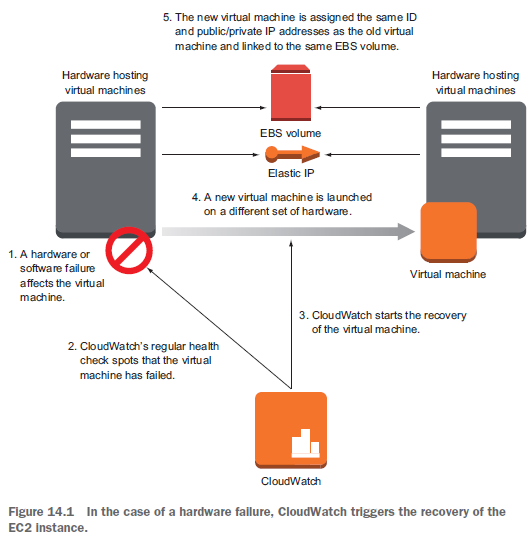 5. The new virtual machine is assigned the same ID
and public/private IP addresses as the old virtual
machine and linked to the same EBS volume.
Hardware hosting
virtual machines
Hardware hosting
virtual machines
EBS volume
Elastic IP
4. A new virtual machine is launched
on a different set of hardware.
1. A hardware or
software failure
affects the virtual
machine.
Virtual machine
3. CloudWatch starts the recovery
of the virtual machine.
2. CloudWatch's regular health
check spots that the virtual
machine has failed.
CloudWatch
Figure 14.1 In the case of a hardware failure, CloudWatch triggers the recovery of the
EC2 instance.